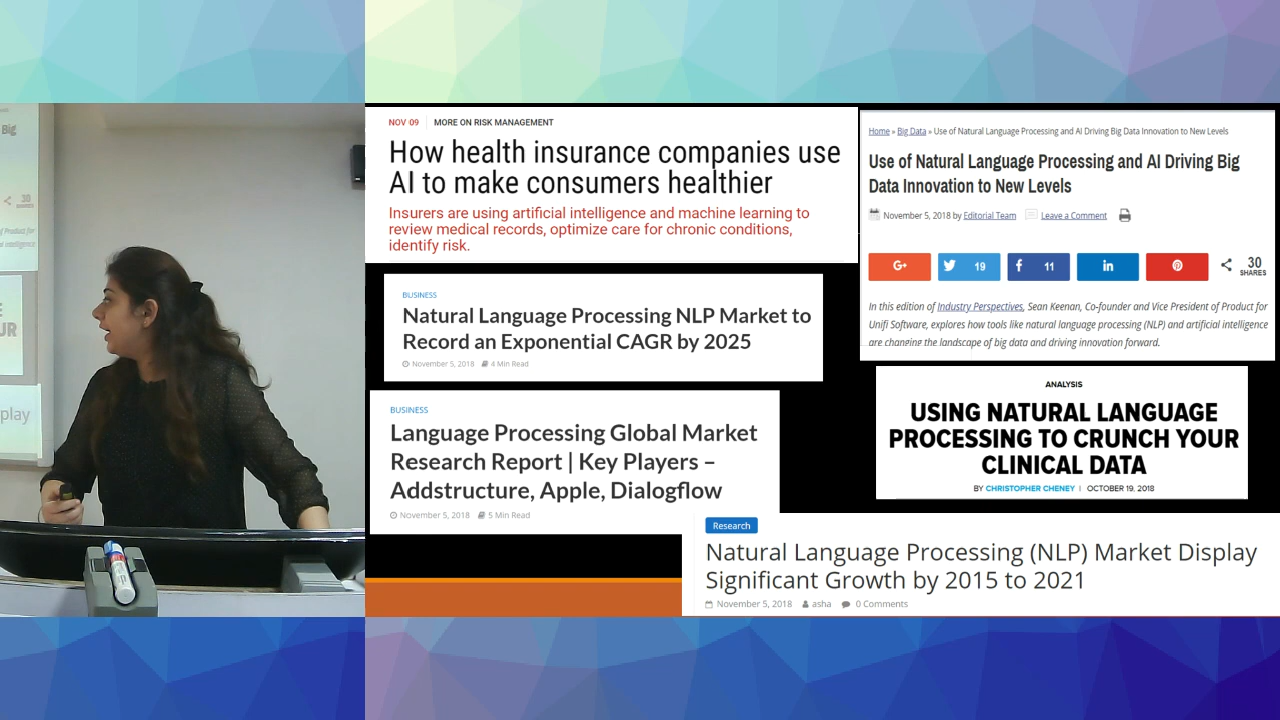 Big
30
SHARES
of Product for
intelligence
UR
play
NOV 09 MORE ON RISK MANAGEMENT
How health insurance companies use
AI to make consumers healthier
Insurers are using artificial intelligence and machine learning to
review medical records, optimize care for chronic conditions,
identify risk.
BUSINESS
Natural Language Processing NLP Market to
Record an Exponential CAGR by 2025
November 5, 2018 4 Min Read
BUSINESS
Language Processing Global Market
Research Report | Key Players –
Addstructure, Apple, Dialogflow
November 5, 2018 5 Min Read
Home » Big Data » Use of Natural Language Processing and AI Driving Big Data Innovation to New Levels
Use of Natural Language Processing and AI Driving Big
Data Innovation to New Levels
November 5, 2018 by Editorial Team Leave a Comment
G+ 19 f 11 in 30
SHARES
In this edition of Industry Perspectives, Sean Keenan, Co-founder and Vice President of Product for
Unifi Software, explores how tools like natural language processing (NLP) and artificial intelligence
are changing the landscape of big data and driving innovation forward.
ANALYSIS
USING NATURAL LANGUAGE
PROCESSING TO CRUNCH YOUR
CLINICAL DATA
BY CHRISTOPHER CHENEY | OCTOBER 19, 2018
Research
Natural Language Processing (NLP) Market Display
Significant Growth by 2015 to 2021
November 5, 2018 asha 0 Comments